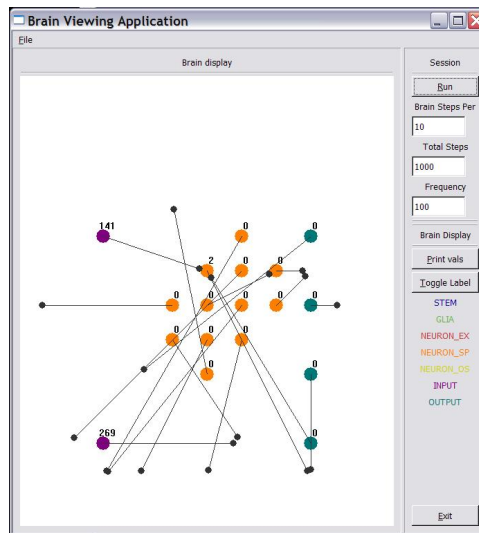 Brain Viewing Application
File
Brain display
141 0 0
2 0 0
0 0 0 0 0
0 0 0
0 0
269 0
Session
Run
Brain Steps Per
10
Total Steps
1000
Frequency
100
Brain Display
Print vals
Toggle Label
STEM
GLIA
NEURON_EX
NEURON_SP
NEURON_OS
INPUT
OUTPUT
Exit